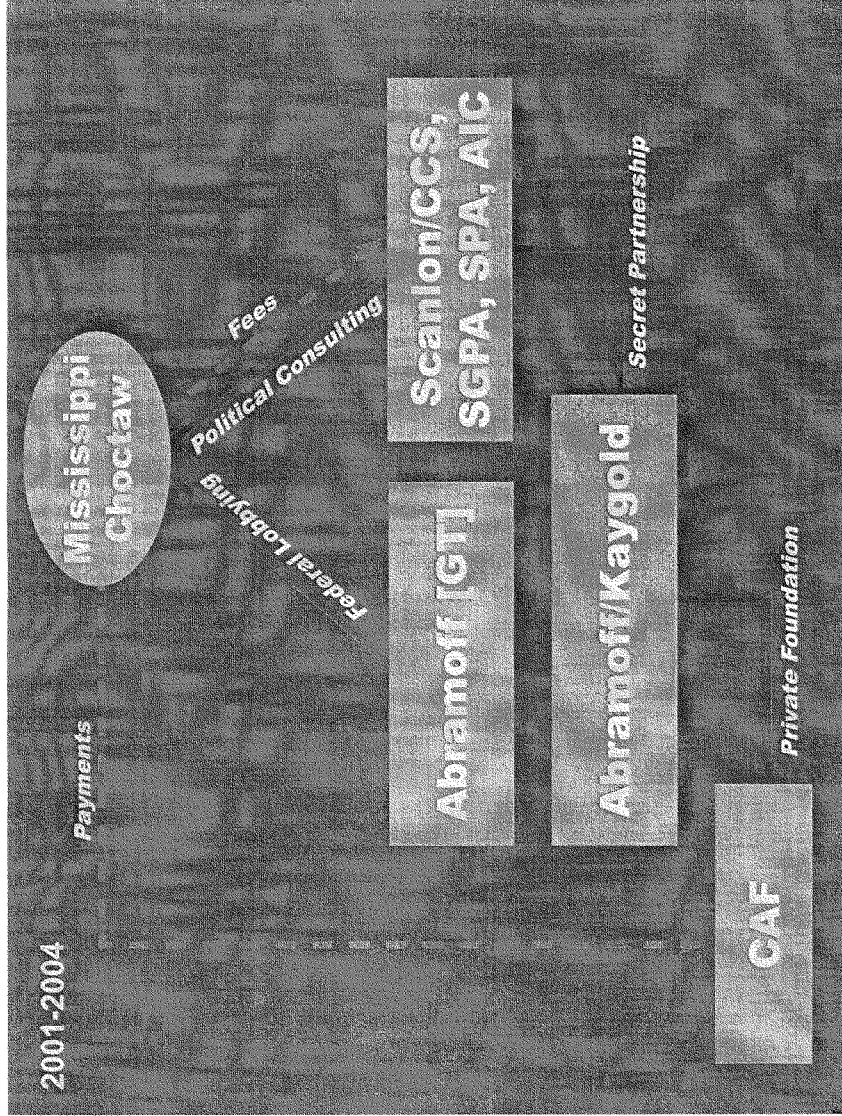 2001-2004
Payments
Mississippi
Choctaw
Federal Lobbying
Political Consulting
Fees
Abramoff [GT]
Scanlon/CCS,
SGPA, SPA, AIC
Abramoff/Kaygold
Secret Partnership
CAF
Private Foundation